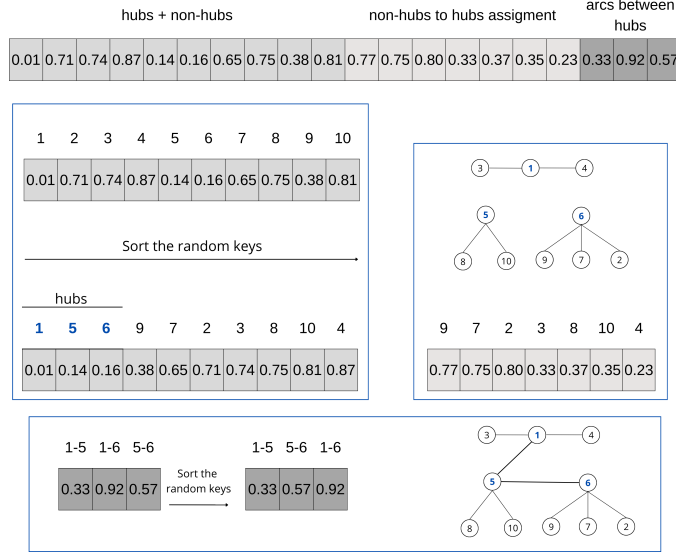 hubs + non-hubs
non-hubs to hubs assigment
arcs between
hubs
0.01 0.71 0.74 0.87 0.14 0.16 0.65 0.75 0.38 0.81 0.77 0.75 0.80 0.33 0.37 0.35 0.23 0.33 0.92 0.57
1 2 3 4 5 6 7 8 9 10
0.01 0.71 0.74 0.87 0.14 0.16 0.65 0.75 0.38 0.81
Sort the random keys
hubs
1 5 6 9 7 2 3 8 10 4
0.01 0.14 0.16 0.38 0.65 0.71 0.74 0.75 0.81 0.87
3 1 4
5 6
8 10 9 7 2
9 7 2 3 8 10 4
0.77 0.75 0.80 0.33 0.37 0.35 0.23
1-5 1-6 5-6
0.33 0.92 0.57
Sort the
random keys
1-5 5-6 1-6
0.33 0.57 0.92
3 1 4
5 6
8 10 9 7 2